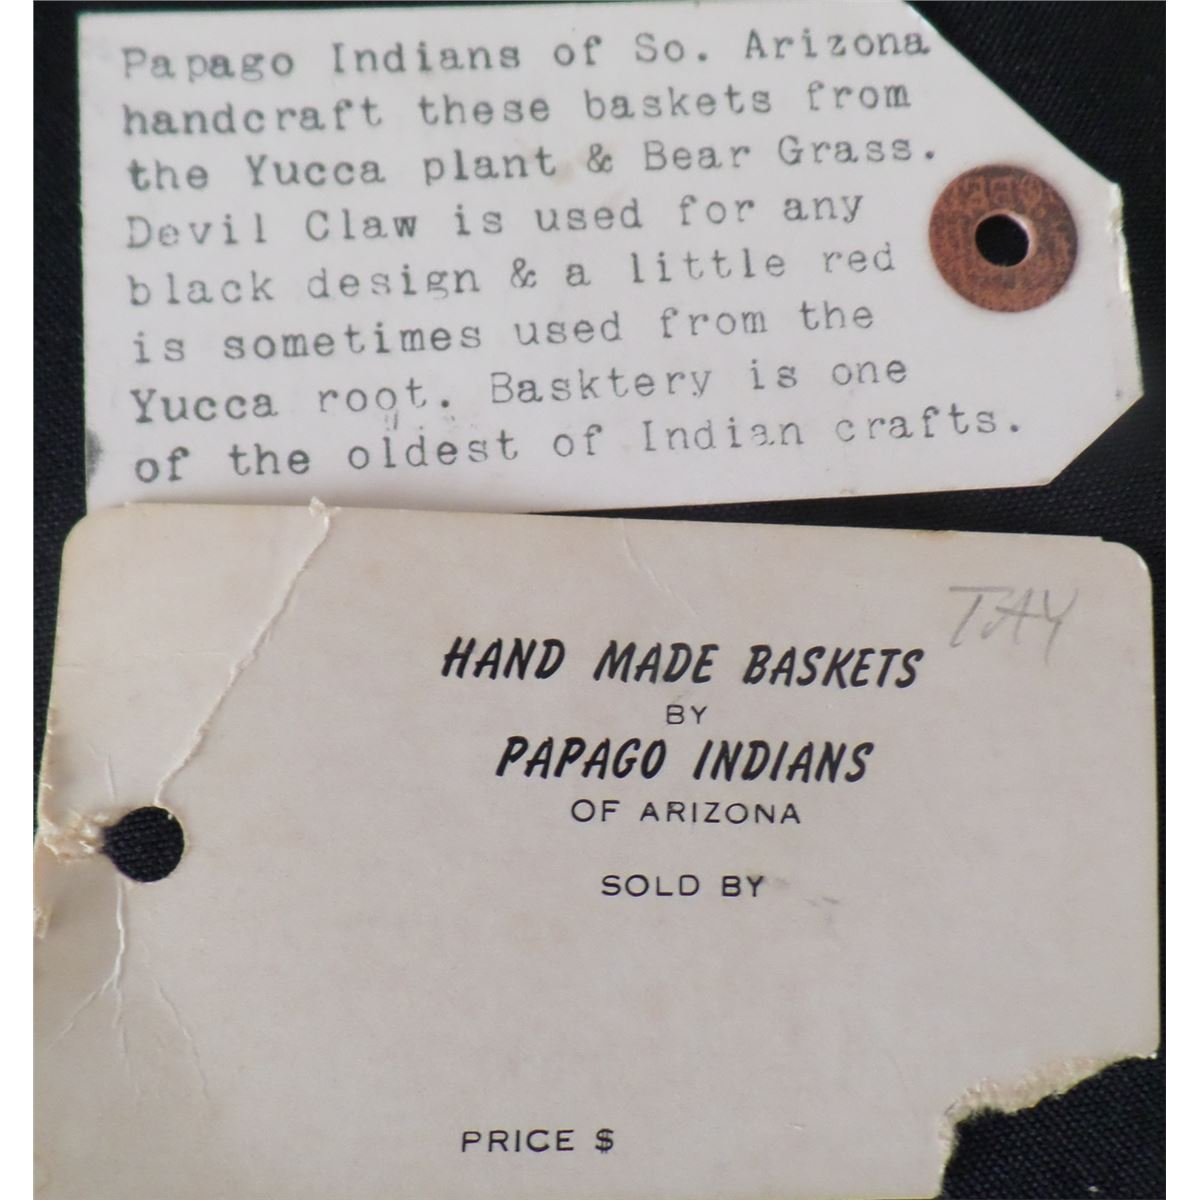 Papago Indians of So. Arizona
handcraft these baskets from
the Yucca plant & Bear Grass.
Devil Claw is used for any
black design & a little red
is sometimes used from the
Yucca root. Basktery is one
of the oldest of Indian crafts.
TAY
HAND MADE BASKETS
BY
PAPAGO INDIANS
OF ARIZONA
SOLD BY
PRICE $